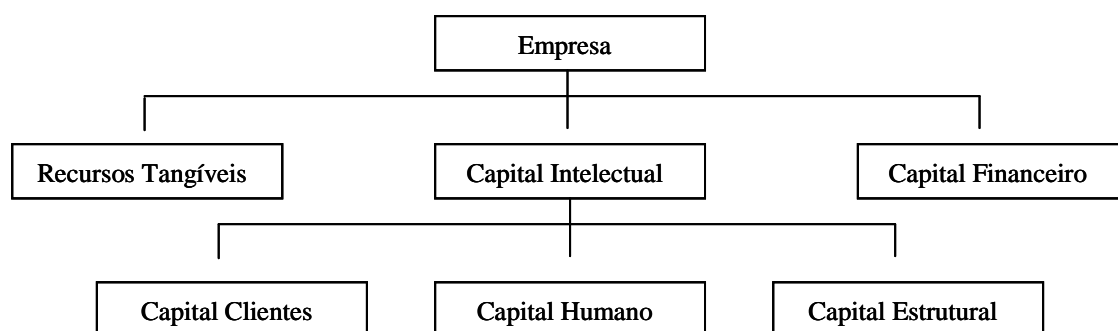 Empresa
Recursos Tangíveis
Capital Intelectual
Capital Financeiro
Capital Clientes
Capital Humano
Capital Estrutural